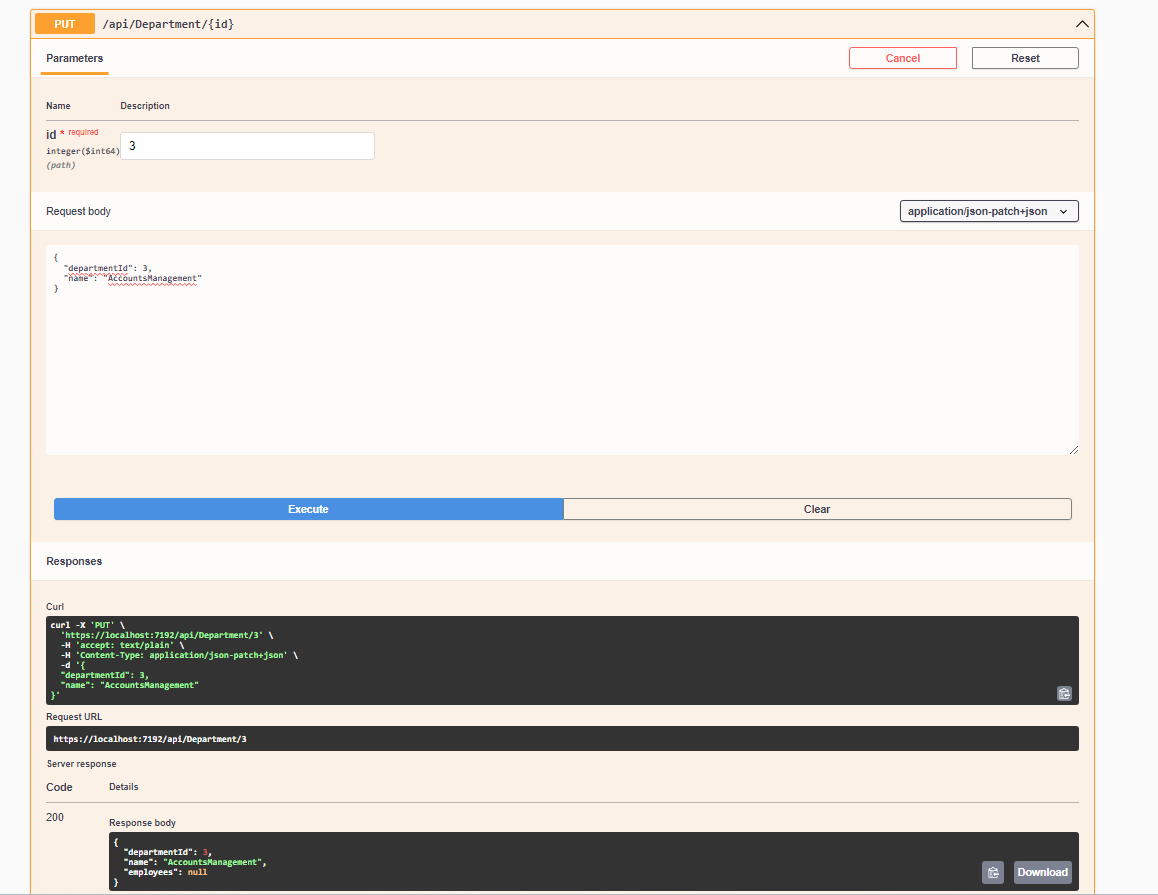 PUT /api/Department/{id}
Parameters
Cancel
Reset
Name Description
id * required
integer($int64)
(path)
3
Request body
application/json-patch+json
{
  "departmentId": 3,
  "name": "AccountsManagement"
}
Execute
Clear
Responses
Curl
curl -X 'PUT' \
  'https://localhost:7192/api/Department/3' \
  -H 'accept: text/plain' \
  -H 'Content-Type: application/json-patch+json' \
  -d '{
  "departmentId": 3,
  "name": "AccountsManagement"
}'
Request URL
https://localhost:7192/api/Department/3
Server response
Code Details
200
Response body
{
  "departmentId": 3,
  "name": "AccountsManagement",
  "employees": null
}
Download